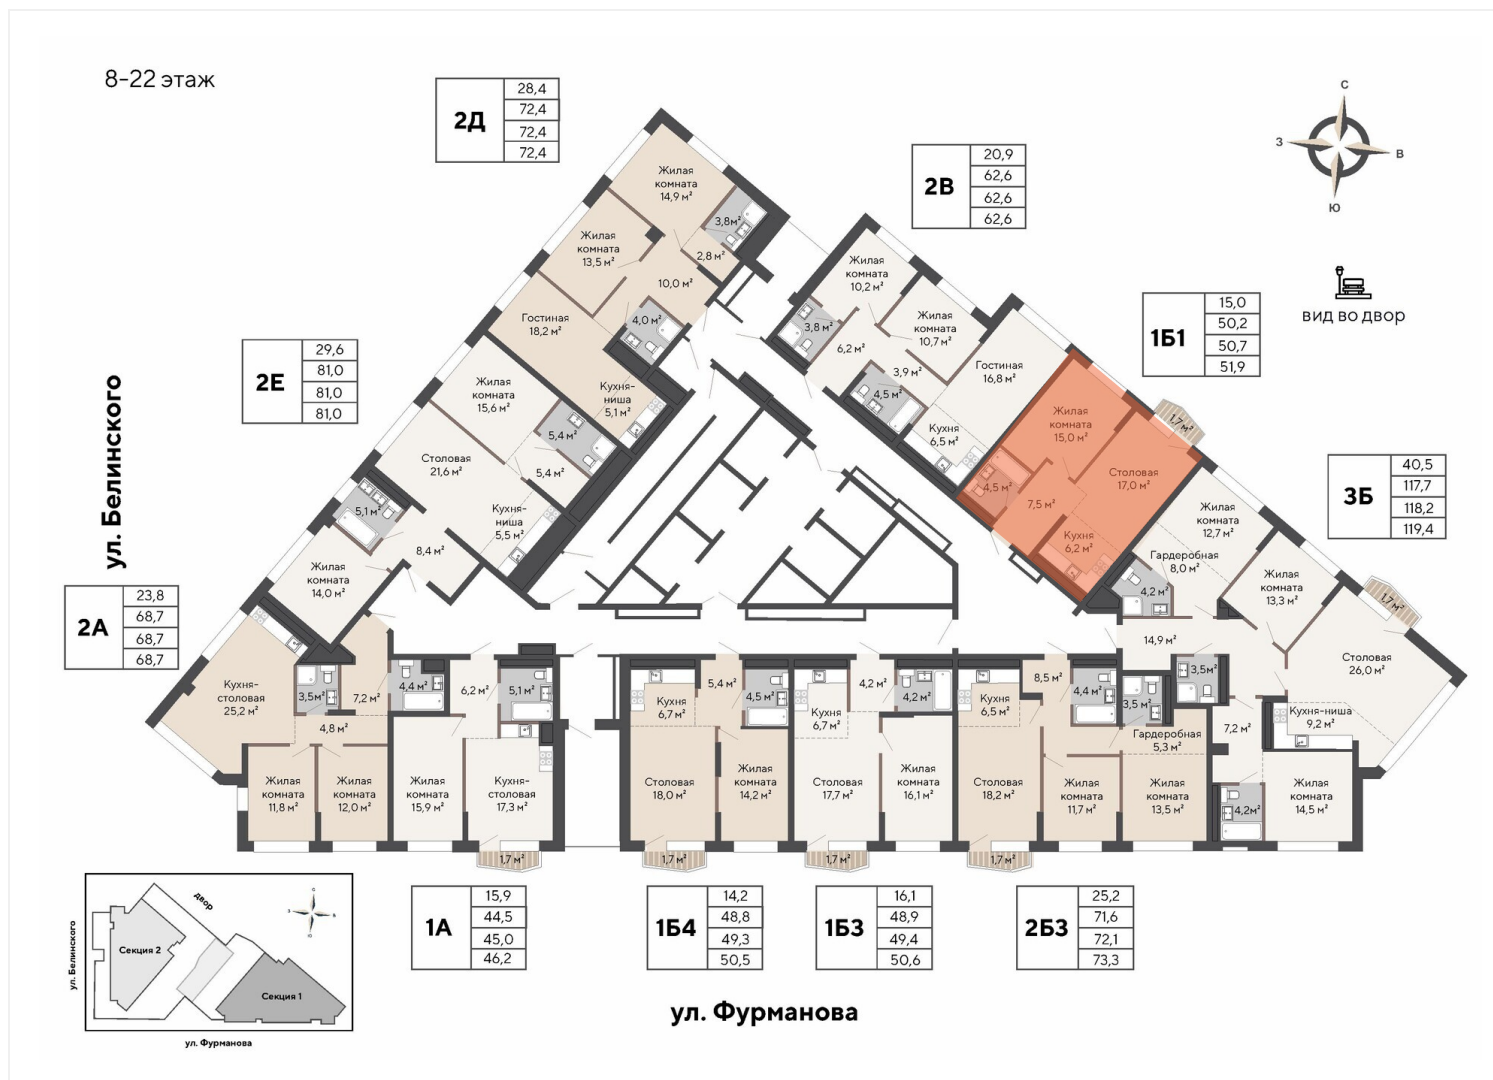 8-22 этаж
2Д
28,4
72,4
72,4
72,4
2В
20,9
62,6
62,6
62,6
С
З
В
Ю
вид во двор
1Б1
15,0
50,2
50,7
51,9
2Е
29,6
81,0
81,0
81,0
3Б
40,5
117,7
118,2
119,4
2А
23,8
68,7
68,7
68,7
ул. Белинского
Жилая
комната
14,9 м²
3,8м²
2,8 м²
Жилая
комната
13,5 м²
10,0 м²
Гостиная
18,2 м²
4,0 м²
Кухня-
ниша
5,1 м²
Жилая
комната
15,6 м²
5,4 м²
5,4 м²
Столовая
21,6 м²
Кухня-
ниша
5,5 м²
5,1 м²
8,4 м²
Жилая
комната
14,0 м²
Жилая
комната
10,2 м²
3,8 м²
6,2 м²
Жилая
комната
10,7 м²
3,9 м²
4,5 м²
Гостиная
16,8 м²
Кухня
6,5 м²
Жилая
комната
15,0 м²
1,7 м²
Столовая
17,0 м²
4,5 м²
7,5 м²
Кухня
6,2 м²
Жилая
комната
12,7 м²
Гардеробная
8,0 м²
4,2 м²
Жилая
комната
13,3 м²
1,7 м²
14,9 м²
Столовая
26,0 м²
3,5м²
3,5 м²
7,2 м²
Кухня-ниша
9,2 м²
4,2м²
Жилая
комната
14,5 м²
Кухня-
столовая
25,2 м²
3,5м²
7,2 м²
4,4 м²
4,8 м²
Жилая
комната
11,8 м²
Жилая
комната
12,0 м²
6,2 м²
5,1 м²
Жилая
комната
15,9 м²
Кухня-
столовая
17,3 м²
1,7 м²
5,4 м²
Кухня
6,7 м²
4,5 м²
Столовая
18,0 м²
Жилая
комната
14,2 м²
1,7 м²
4,2 м²
4,2 м²
Кухня
6,7 м²
Столовая
17,7 м²
Жилая
комната
16,1 м²
1,7 м²
8,5 м²
4,4 м²
Кухня
6,5 м²
Столовая
18,2 м²
Жилая
комната
11,7 м²
Гардеробная
5,3 м²
Жилая
комната
13,5 м²
1,7 м²
1А
15,9
44,5
45,0
46,2
1Б4
14,2
48,8
49,3
50,5
1Б3
16,1
48,9
49,4
50,6
2Б3
25,2
71,6
72,1
73,3
ул. Фурманова
двор
Секция 2
Секция 1
ул. Белинского
ул. Фурманова